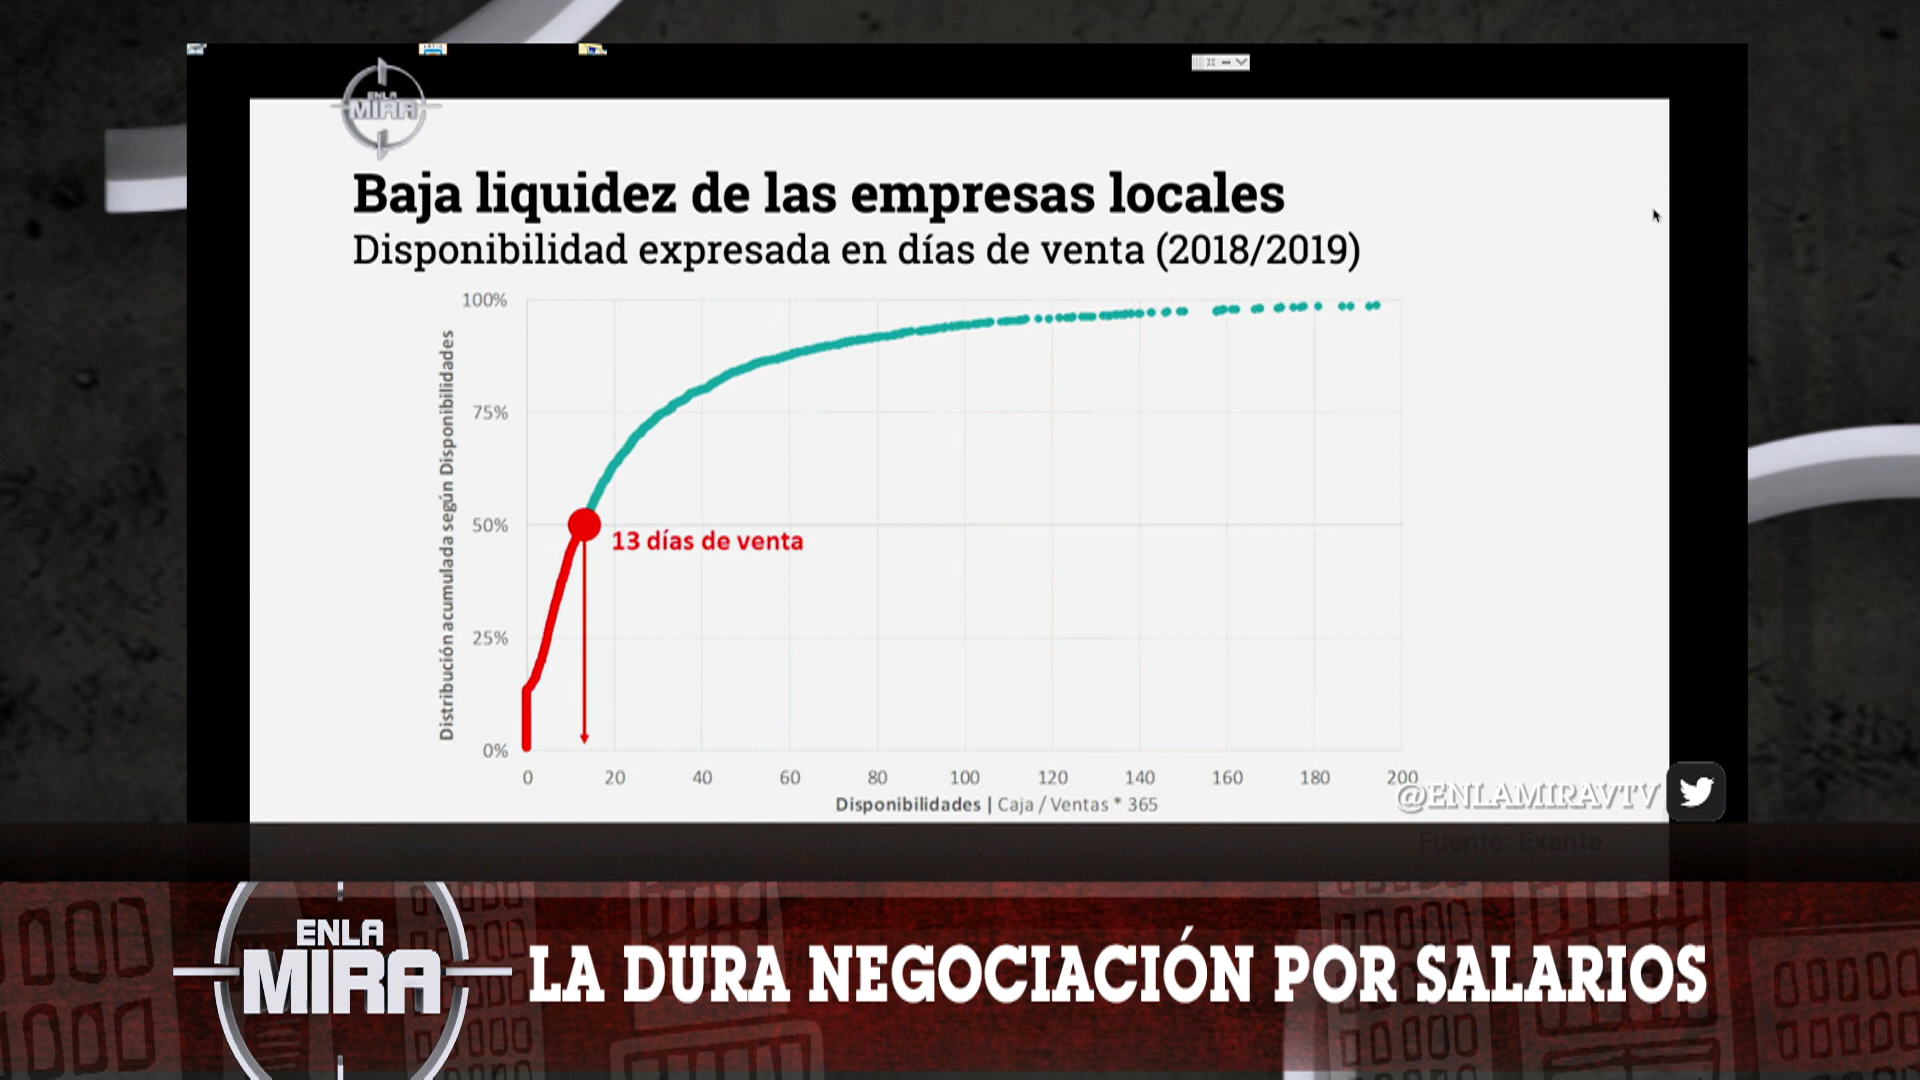 ENLA
MIRA
Baja liquidez de las empresas locales
Disponibilidad expresada en días de venta (2018/2019)
Distribución acumulada según Disponibilidades
100%
75%
50%
25%
0%
13 días de venta
0 20 40 60 80 100 120 140 160 180 200
Disponibilidades | Caja / Ventas * 365
@ENLAMIRAVTV
Fuente: Exante.
ENLA
MIRA
LA DURA NEGOCIACIÓN POR SALARIOS